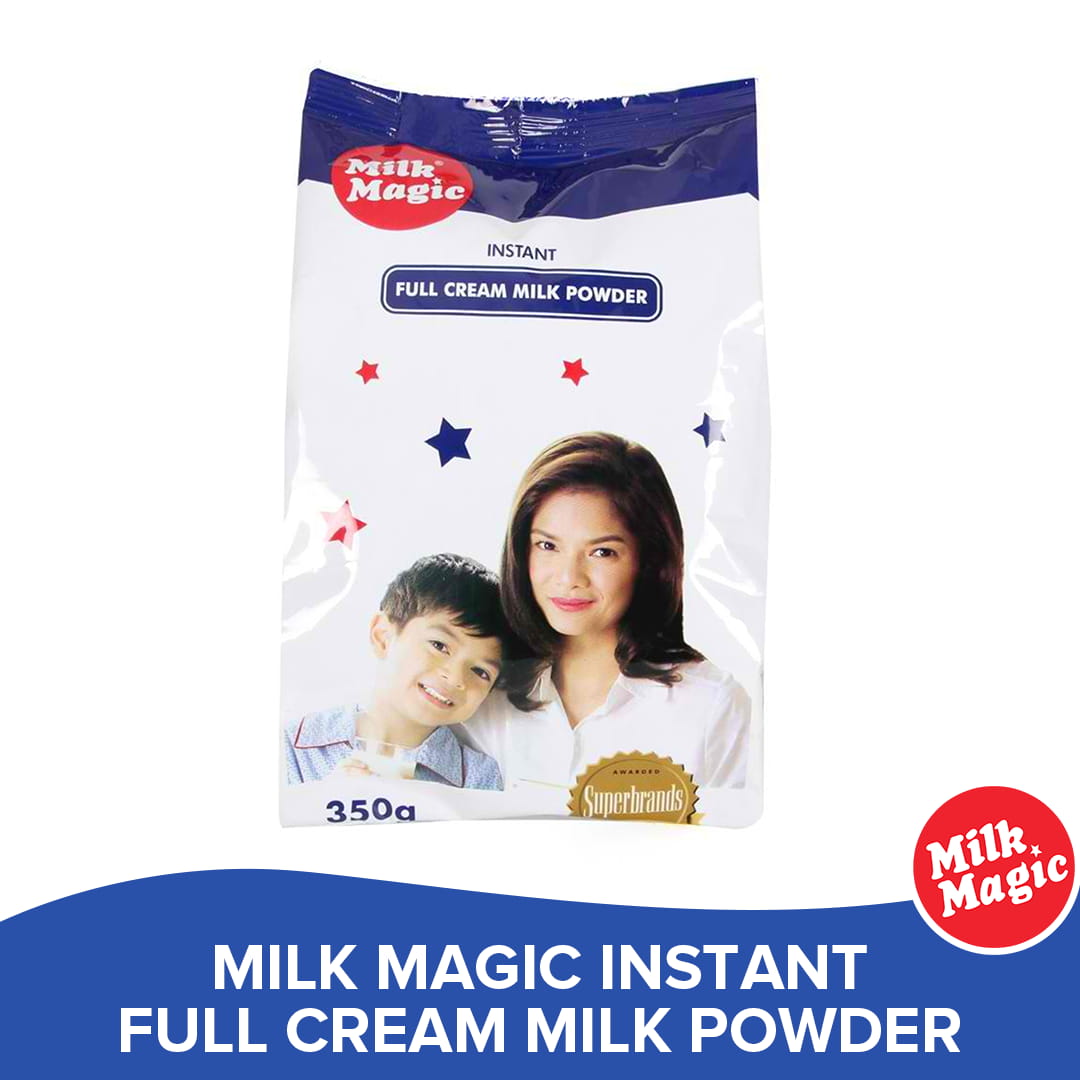 Milk®
Magic
INSTANT
FULL CREAM MILK POWDER
350g
AWARDED
Superbrands
Milk
Magic
MILK MAGIC INSTANT
FULL CREAM MILK POWDER